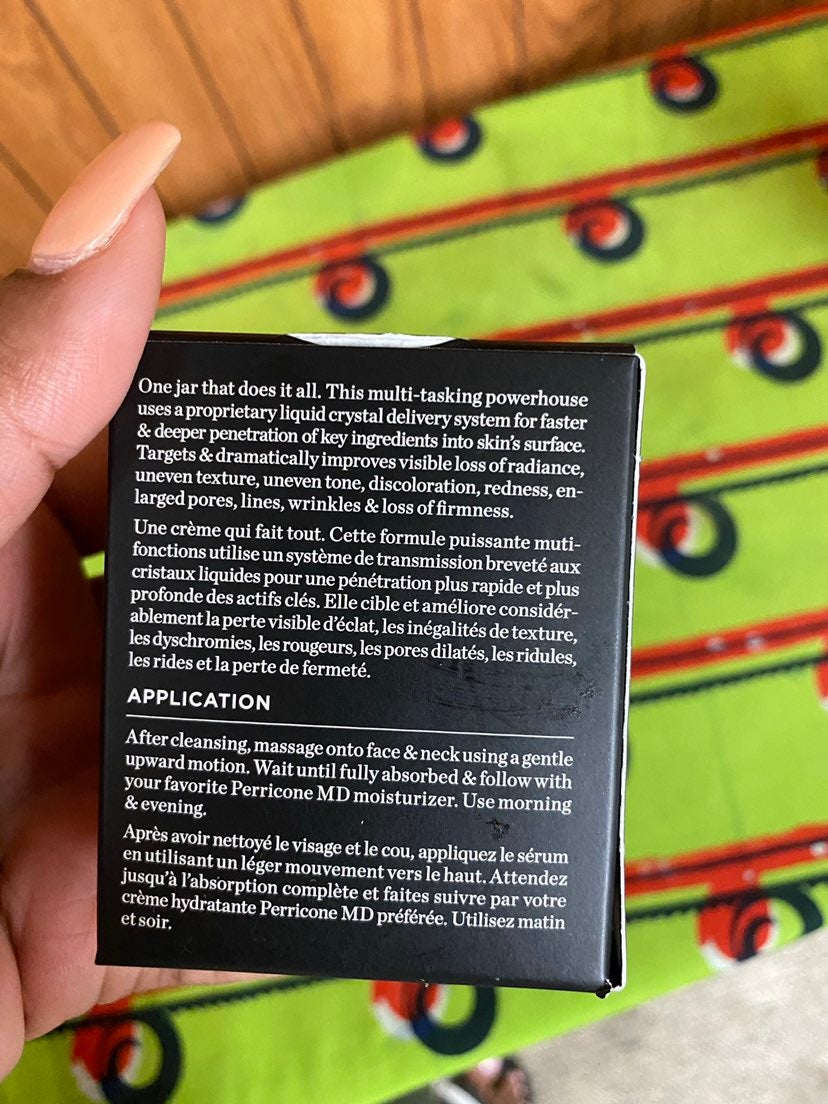 One jar that does it all. This multi-tasking powerhouse
uses a proprietary liquid crystal delivery system for faster
& deeper penetration of key ingredients into skin's surface.
Targets & dramatically improves visible loss of radiance,
uneven texture, uneven tone, discoloration, redness, en-
larged pores, lines, wrinkles & loss of firmness.
Une crème qui fait tout. Cette formule puissante muti-
fonctions utilise un système de transmission breveté aux
cristaux liquides pour une pénétration plus rapide et plus
profonde des actifs clés. Elle cible et améliore considér-
ablement la perte visible d'éclat, les inégalités de texture,
les dyschromies, les rougeurs, les pores dilatés, les ridules,
les rides et la perte de fermeté.
APPLICATION
After cleansing, massage onto face & neck using a gentle
upward motion. Wait until fully absorbed & follow with
your favorite Perricone MD moisturizer. Use morning
& evening.
Après avoir nettoyé le visage et le cou, appliquez le sérum
en utilisant un léger mouvement vers le haut. Attendez
jusqu'à l'absorption complète et faites suivre par votre
crème hydratante Perricone MD préférée. Utilisez matin
et soir.